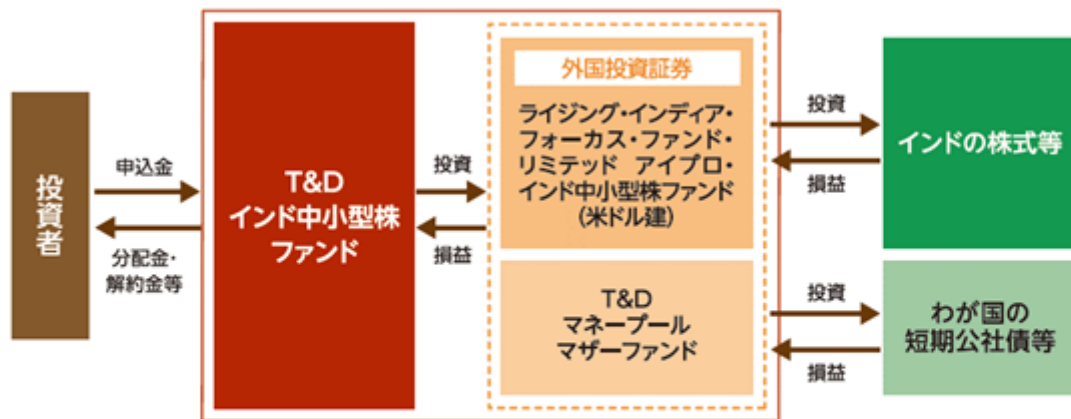 投資者
申込金
分配金・
解約金等
T&D
インド中小型株
ファンド
投資
損益
外国投資証券
ライジング・インディア・
フォーカス・ファンド・
リミテッド アイプロ・
インド中小型株ファンド
(米ドル建)
T&D
マネープール
マザーファンド
投資
損益
インドの株式等
投資
損益
わが国の
短期公社債等